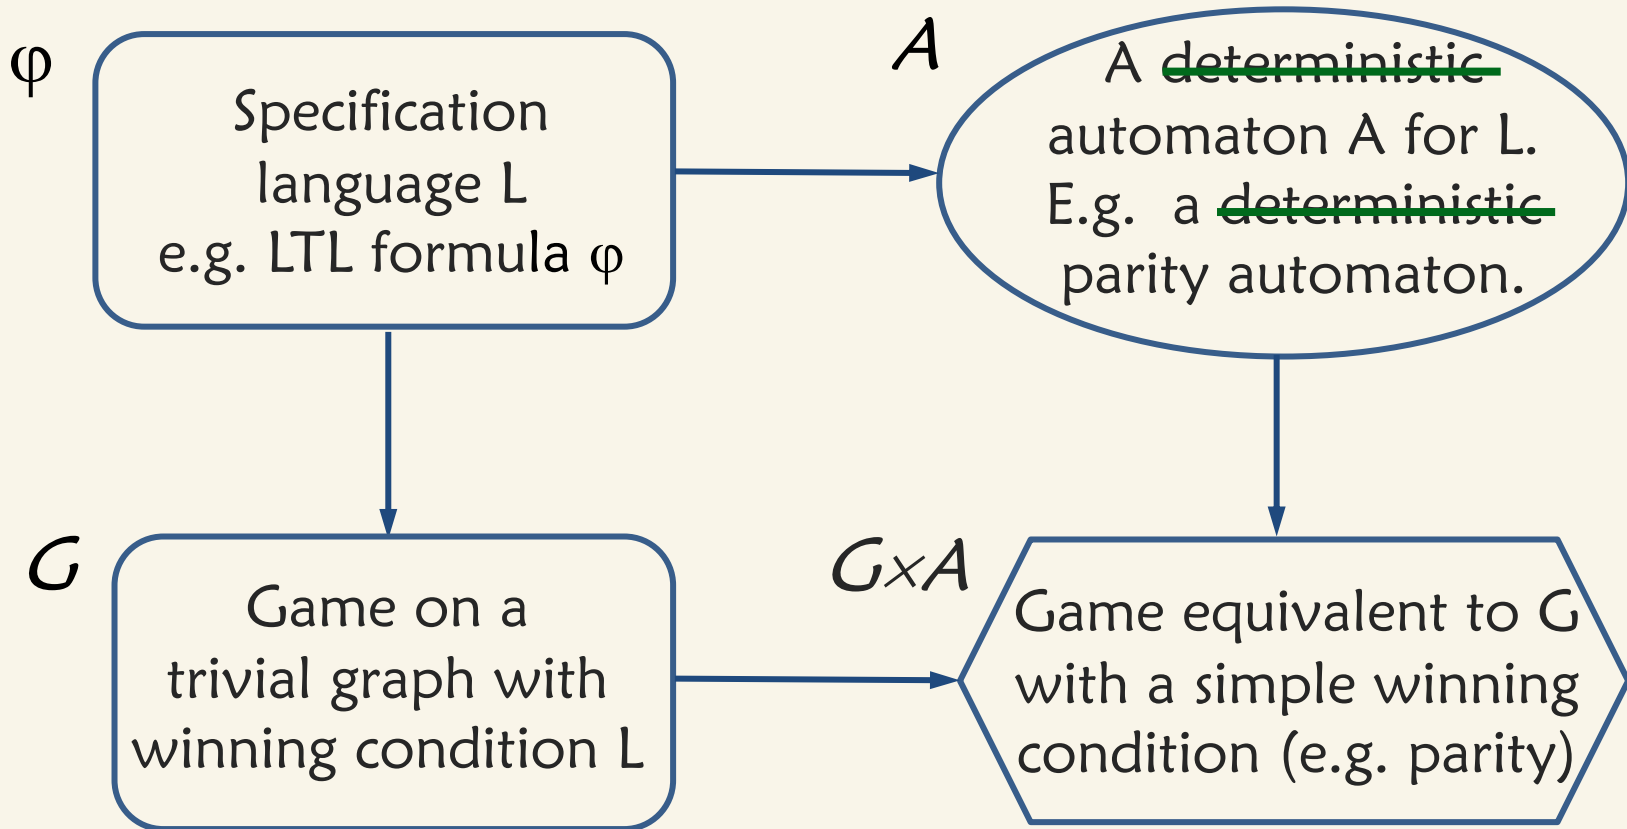 φ
Specification
language L
e.g. LTL formula φ
A
A deterministic
automaton A for L.
E.g. a deterministic
parity automaton.
G
Game on a
trivial graph with
winning condition L
G×A
Game equivalent to G
with a simple winning
condition (e.g. parity)